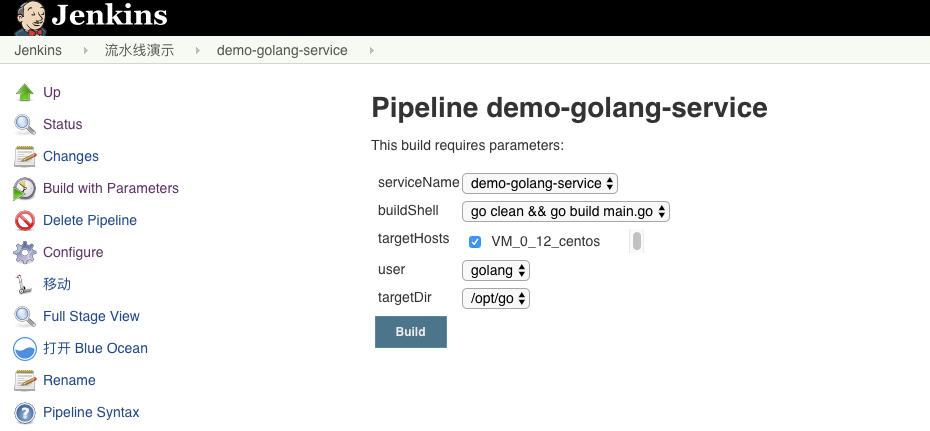 Jenkins
Jenkins 流水线演示 demo-golang-service
Up
Status
Changes
Build with Parameters
Delete Pipeline
Configure
移动
Full Stage View
打开 Blue Ocean
Rename
Pipeline Syntax
Pipeline demo-golang-service
This build requires parameters:
serviceName demo-golang-service
buildShell go clean && go build main.go
targetHosts VM_0_12_centos
user golang
targetDir /opt/go
Build